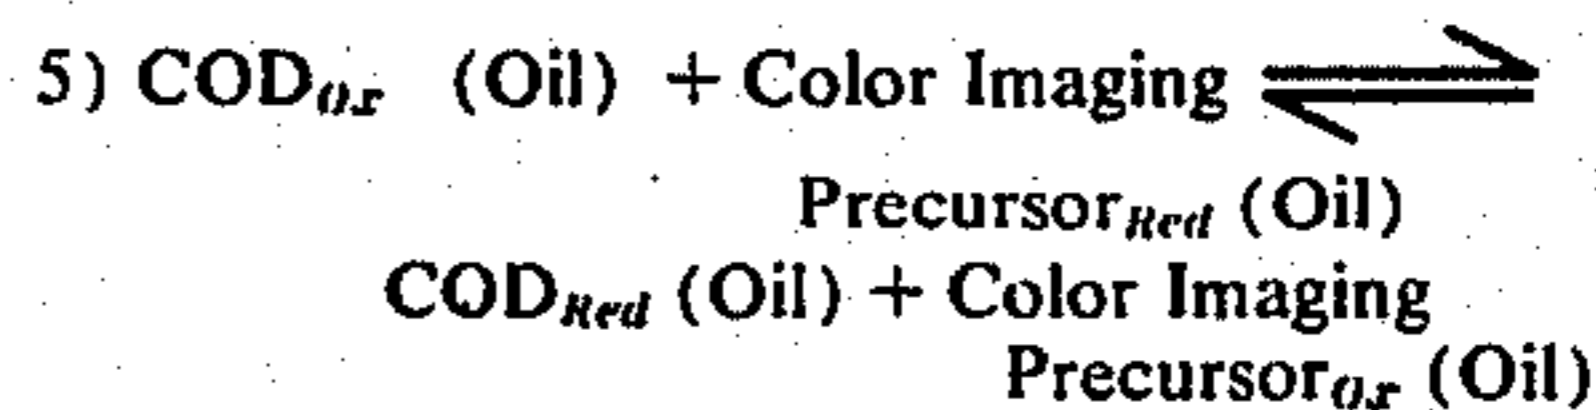 5) COD_Ox (Oil) + Color Imaging ⇌
Precursor_Red (Oil)
COD_Red (Oil) + Color Imaging
Precursor_Ox (Oil)